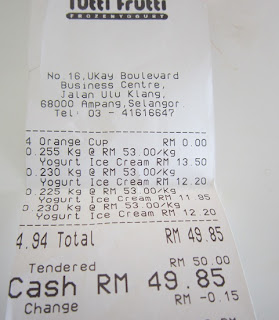 Tutti Frutti
FROZENYOGURT
No 16,UKay Boulevard
Business Centre,
Jalan Ulu Klang,
68000 Ampang,Selangor.
Tel: 03 - 41616647
4 Orange Cup RM 0.00
0.255 Kg @ RM 53.00/Kg
Yogurt Ice Cream RM 13.50
0.230 Kg @ RM 53.00/Kg
Yogurt Ice Cream RM 12.20
0.225 Kg @ RM 53.00/Kg
Yogurt Ice Cream RM 11.95
0.230 Kg @ RM 53.00/Kg
Yogurt Ice Cream RM 12.20
4.94 Total RM 49.85
Tendered RM 50.00
Cash RM 49.85
Change RM -0.15